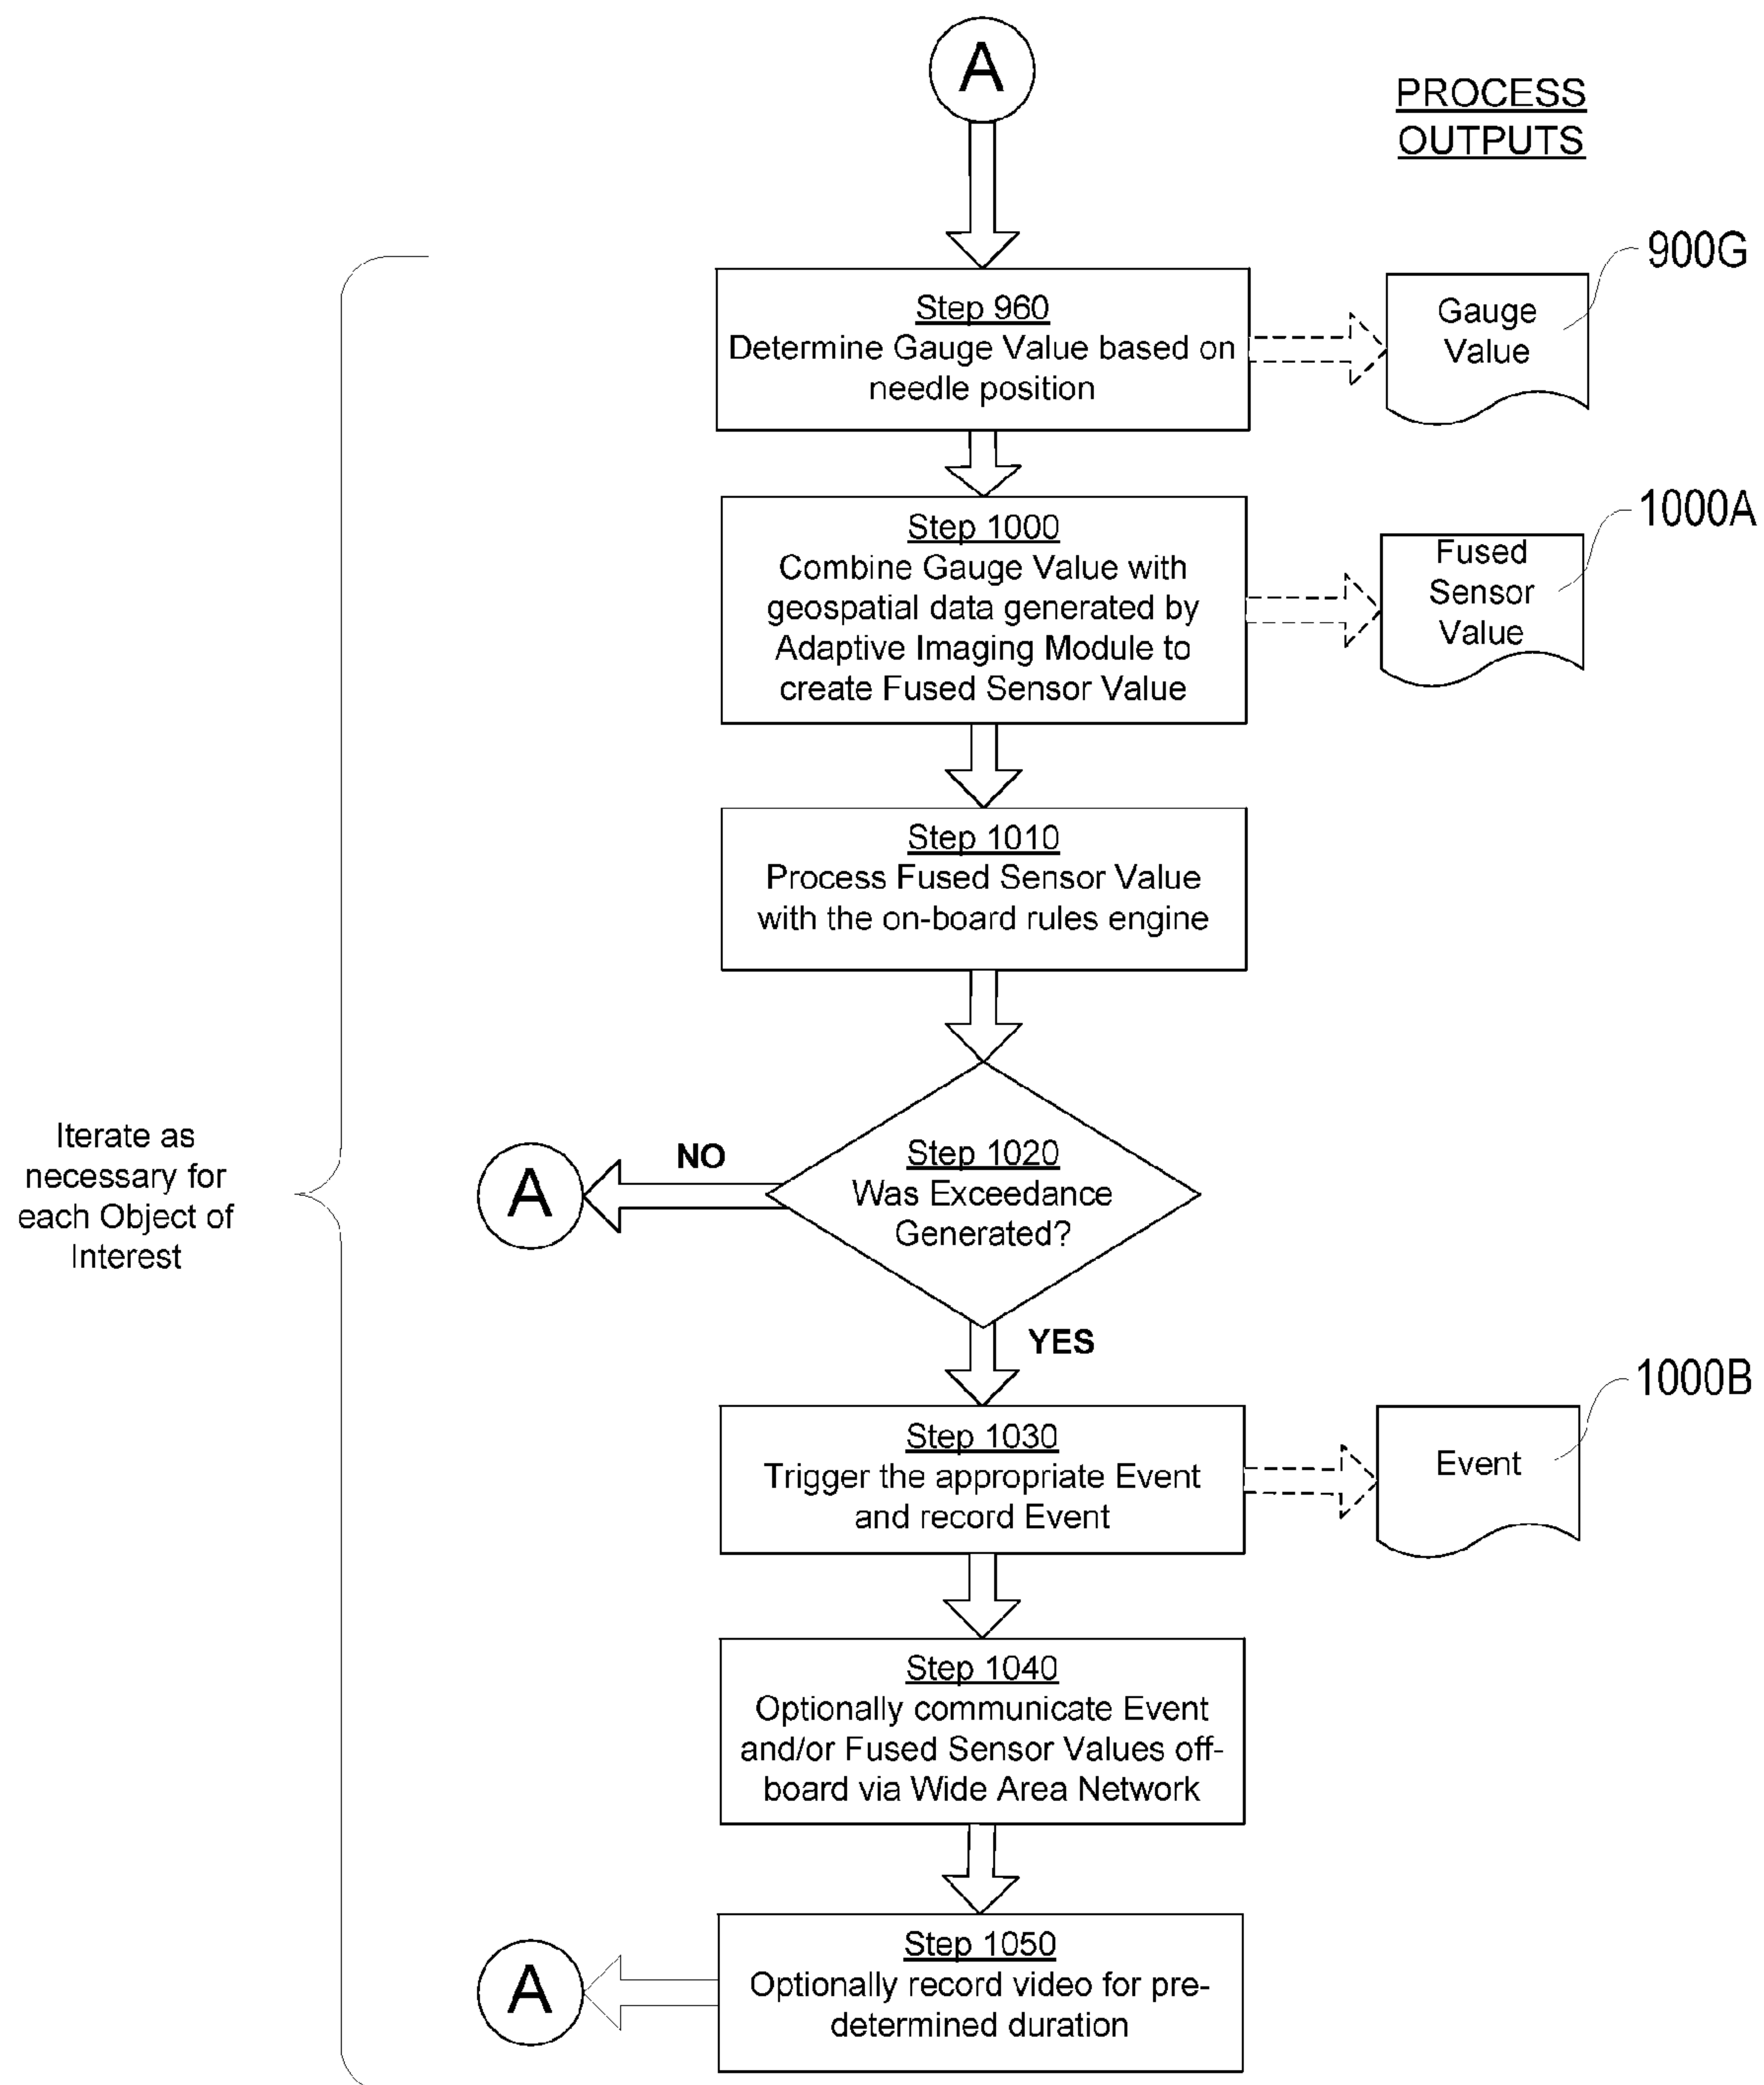 A
PROCESS
OUTPUTS
900G
Step 960
Determine Gauge Value based on
needle position
Gauge
Value
1000A
Step 1000
Combine Gauge Value with
geospatial data generated by
Adaptive Imaging Module to
create Fused Sensor Value
Fused
Sensor
Value
Step 1010
Process Fused Sensor Value
with the on-board rules engine
Iterate as
necessary for
each Object of
Interest
A
NO
Step 1020
Was Exceedance
Generated?
YES
1000B
Step 1030
Trigger the appropriate Event
and record Event
Event
Step 1040
Optionally communicate Event
and/or Fused Sensor Values off-
board via Wide Area Network
A
Step 1050
Optionally record video for pre-
determined duration